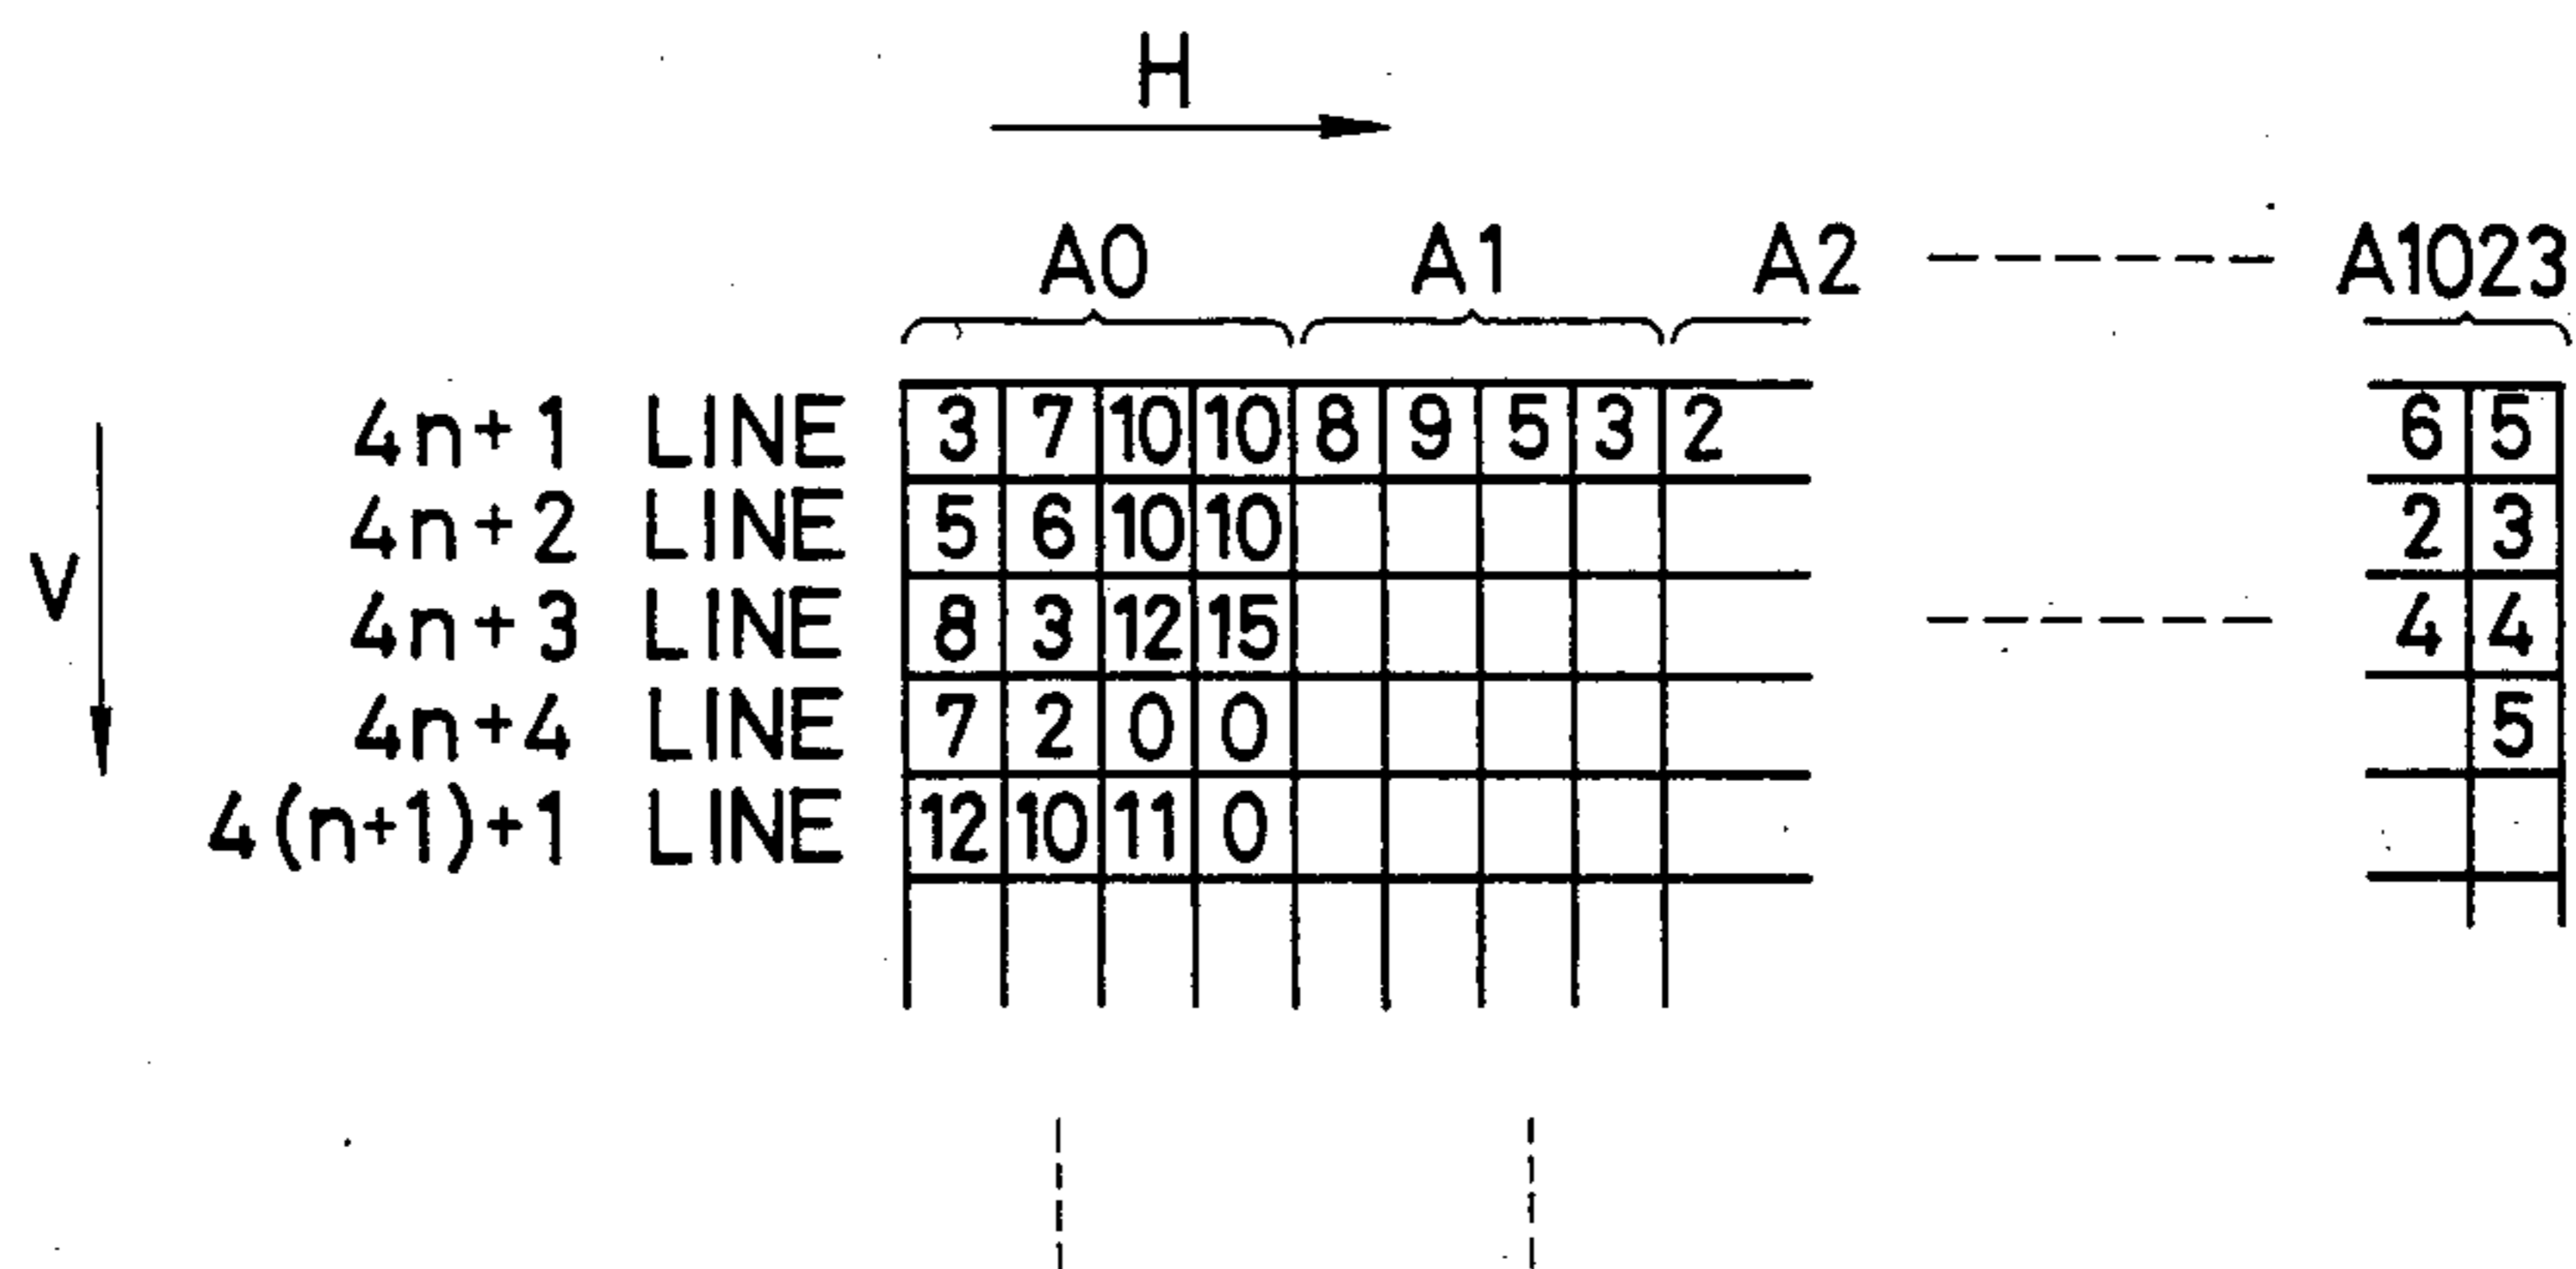 H
A0 A1 A2 A1023
4n+1 LINE 3 7 10 10 8 9 5 3 2 6 5
4n+2 LINE 5 6 10 10 2 3
V
4n+3 LINE 8 3 12 15 4 4
4n+4 LINE 7 2 0 0 5
4(n+1)+1 LINE 12 10 11 0